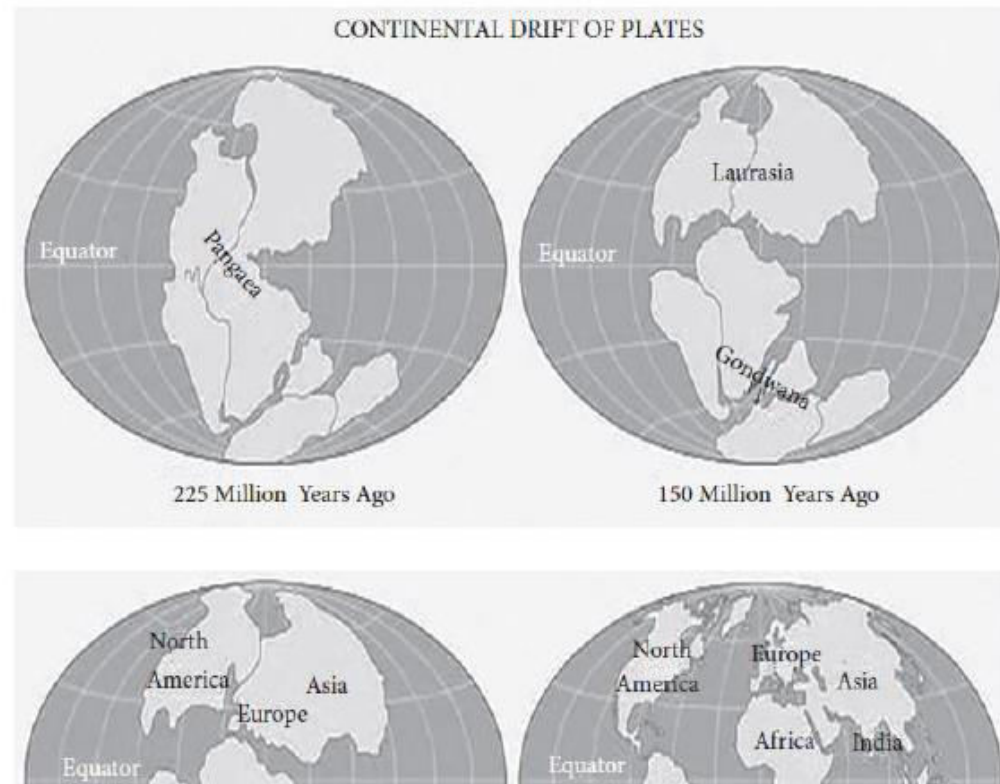 CONTINENTAL DRIFT OF PLATES
Equator
Pangaea
225 Million Years Ago
Laurasia
Equator
Gondwana
150 Million Years Ago
North
America
Asia
Europe
Equator
North
America
Europe
Asia
Africa
India
Equator